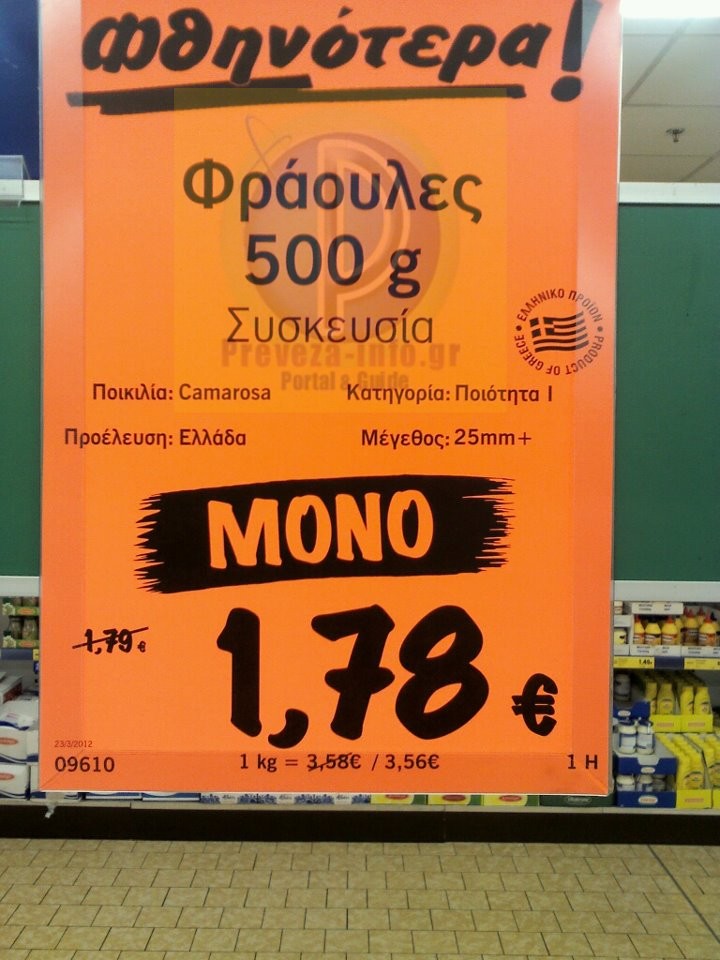 Φθηνότερα!
Φράουλες
500 g
Συσκευσία
Preveza-info.gr
Portal & Guide
ΕΛΛΗΝΙΚΟ ΠΡΟΪΟΝ • PRODUCT OF GREECE •
Ποικιλία: Camarosa Κατηγορία: Ποιότητα I
Προέλευση: Ελλάδα Μέγεθος: 25mm+
ΜΟΝΟ
1,79€
1,78€
23/3/2012
09610 1 kg = 3,58€ / 3,56€ 1 H